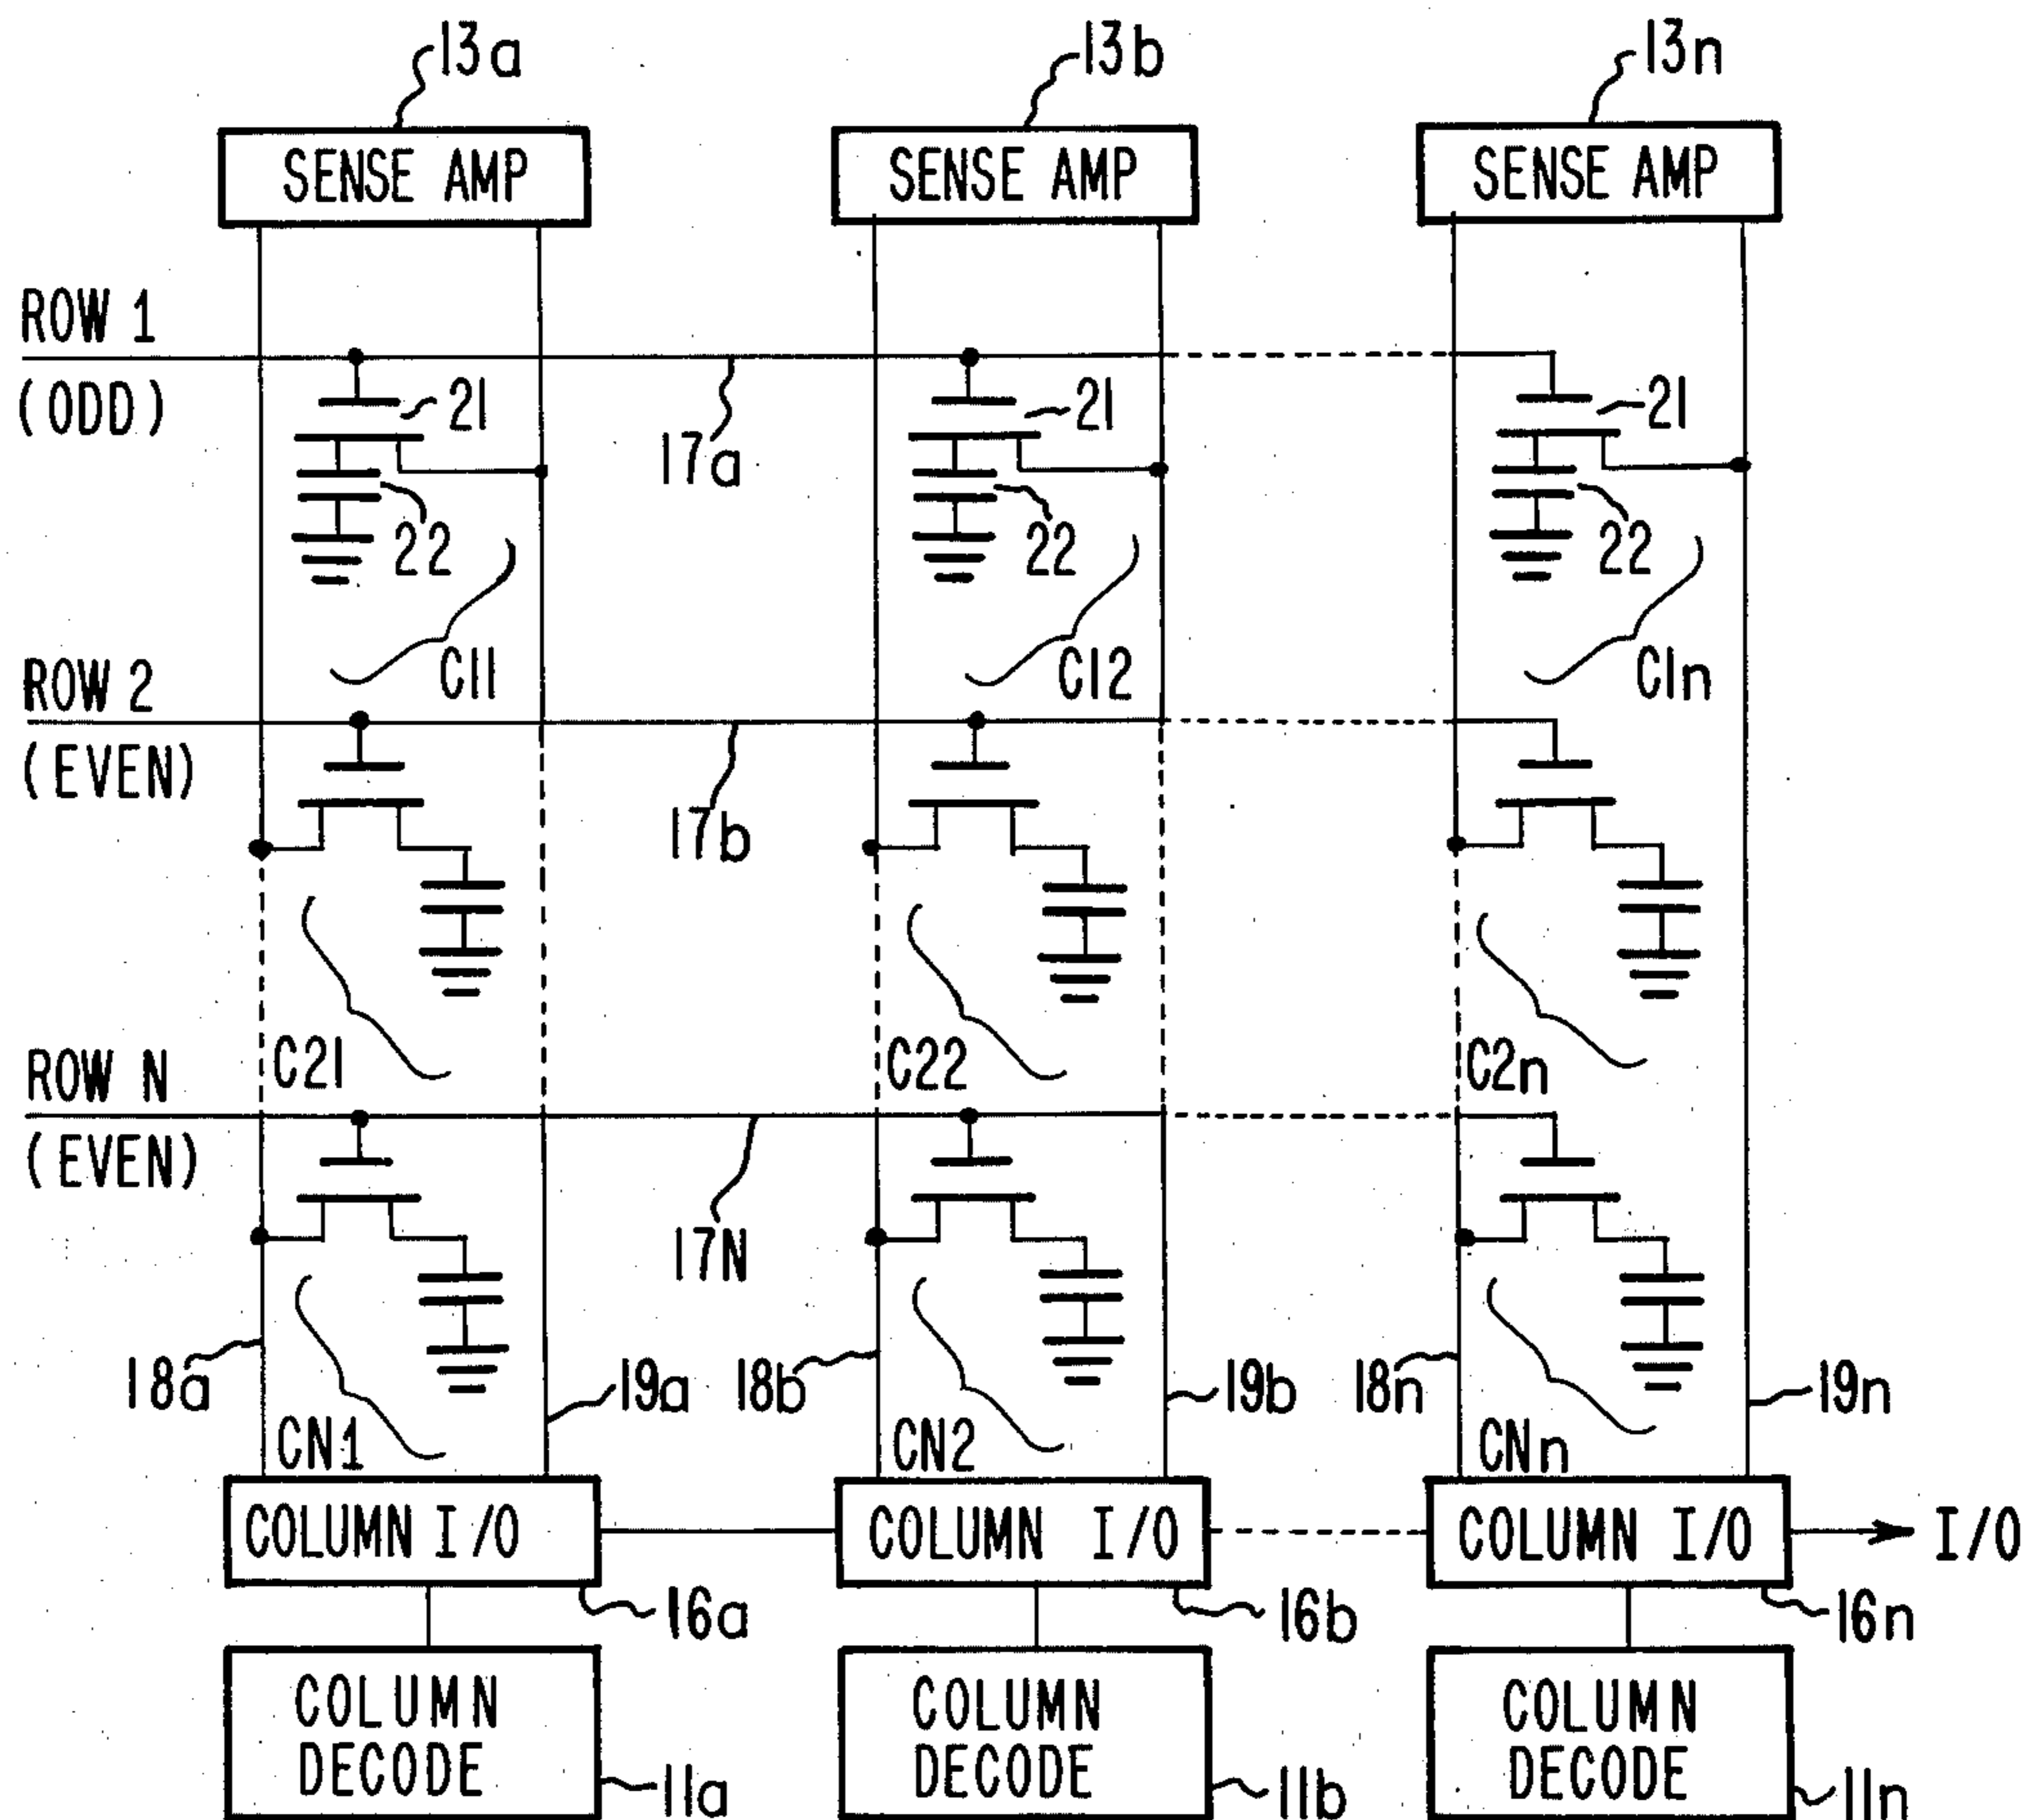 13a 13b 13n
SENSE AMP SENSE AMP SENSE AMP
ROW 1
(ODD)
21 21 21
17a
22 22 22
C11 C12 C1n
ROW 2
(EVEN)
17b
C21 C22 C2n
ROW N
(EVEN)
17N
18a 19a 18b 19b 18n 19n
CN1 CN2 CNn
COLUMN I/O COLUMN I/O COLUMN I/O I/O
16a 16b 16n
COLUMN DECODE COLUMN DECODE COLUMN DECODE
11a 11b 11n